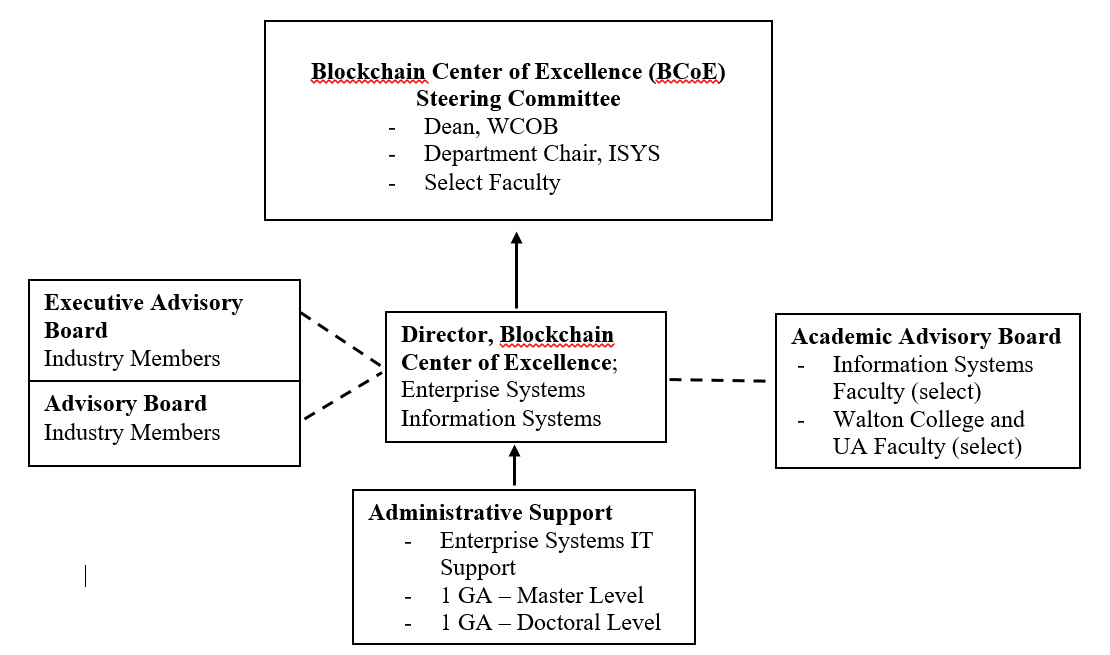 Blockchain Center of Excellence (BCoE)
Steering Committee
- Dean, WCOB
- Department Chair, ISYS
- Select Faculty
Executive Advisory
Board
Industry Members
Advisory Board
Industry Members
Director, Blockchain
Center of Excellence;
Enterprise Systems
Information Systems
Academic Advisory Board
- Information Systems
Faculty (select)
- Walton College and
UA Faculty (select)
Administrative Support
- Enterprise Systems IT
Support
- 1 GA – Master Level
- 1 GA – Doctoral Level